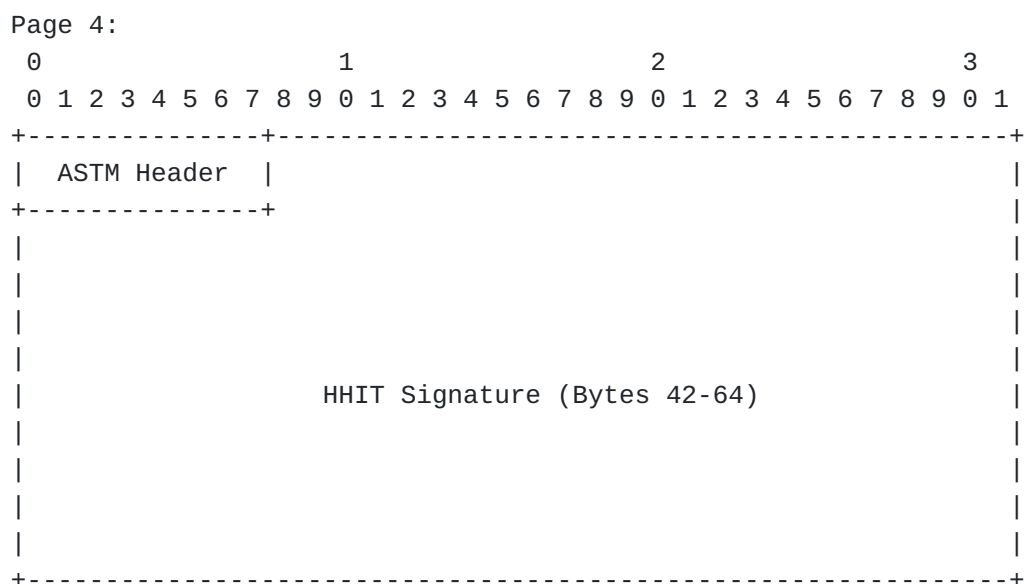 Page 4:
 0                   1                   2                   3
 0 1 2 3 4 5 6 7 8 9 0 1 2 3 4 5 6 7 8 9 0 1 2 3 4 5 6 7 8 9 0 1
+---------------+-----------------------------------------------+
|  ASTM Header  |                                               |
+---------------+                                               |
|                                                               |
|                                                               |
|                                                               |
|                                                               |
|                   HHIT Signature (Bytes 42-64)                |
|                                                               |
|                                                               |
|                                                               |
|                                                               |
+---------------------------------------------------------------+